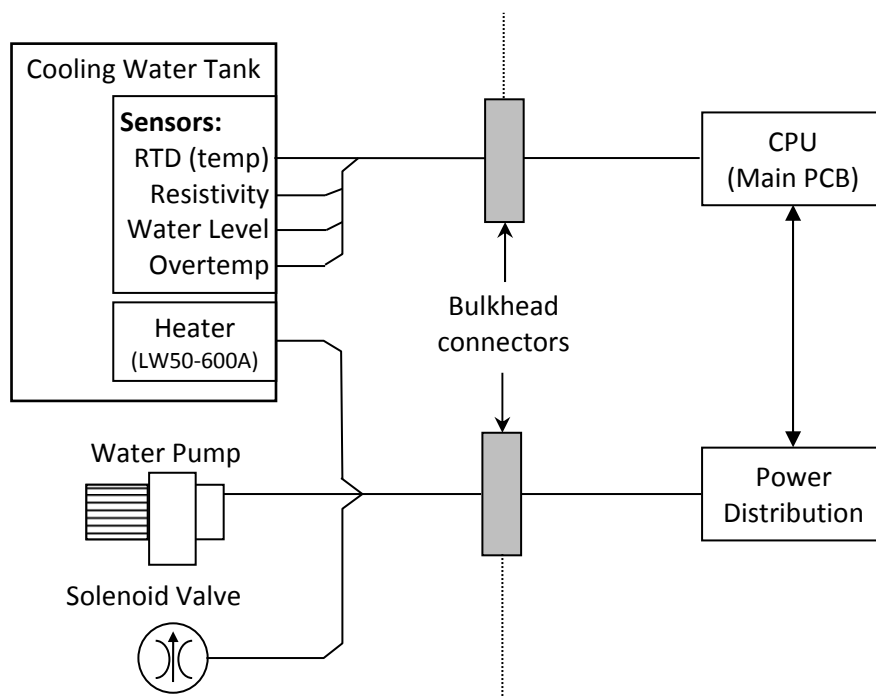 Cooling Water Tank
Sensors:
RTD (temp)
Resistivity
Water Level
Overtemp
Heater
(LW50-600A)
Water Pump
Solenoid Valve
Bulkhead
connectors
CPU
(Main PCB)
Power
Distribution